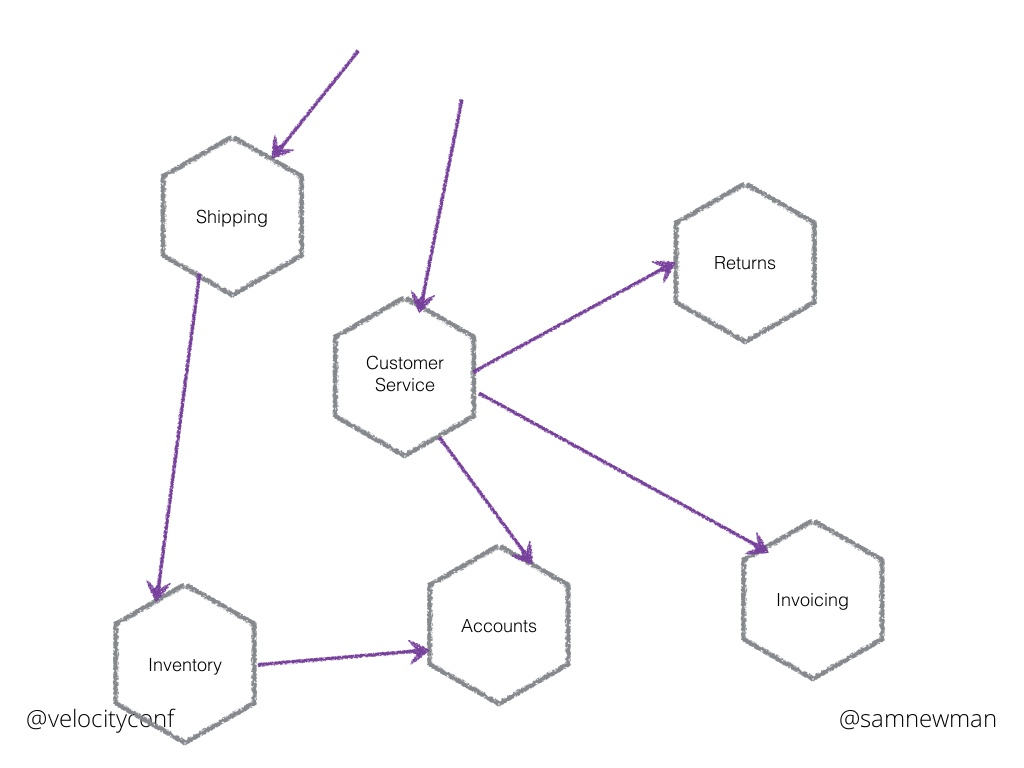 Shipping
Returns
Customer
Service
Invoicing
Accounts
Inventory
@velocityconf
@samnewman